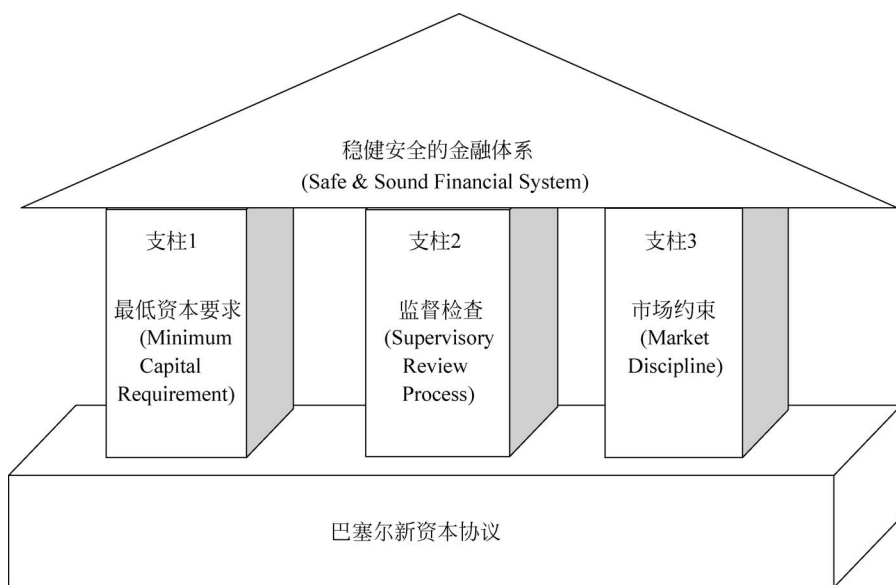 稳健安全的金融体系
(Safe & Sound Financial System)
支柱1
最低资本要求
(Minimum
Capital
Requirement)
支柱2
监督检查
(Supervisory
Review
Process)
支柱3
市场约束
(Market
Discipline)
巴塞尔新资本协议